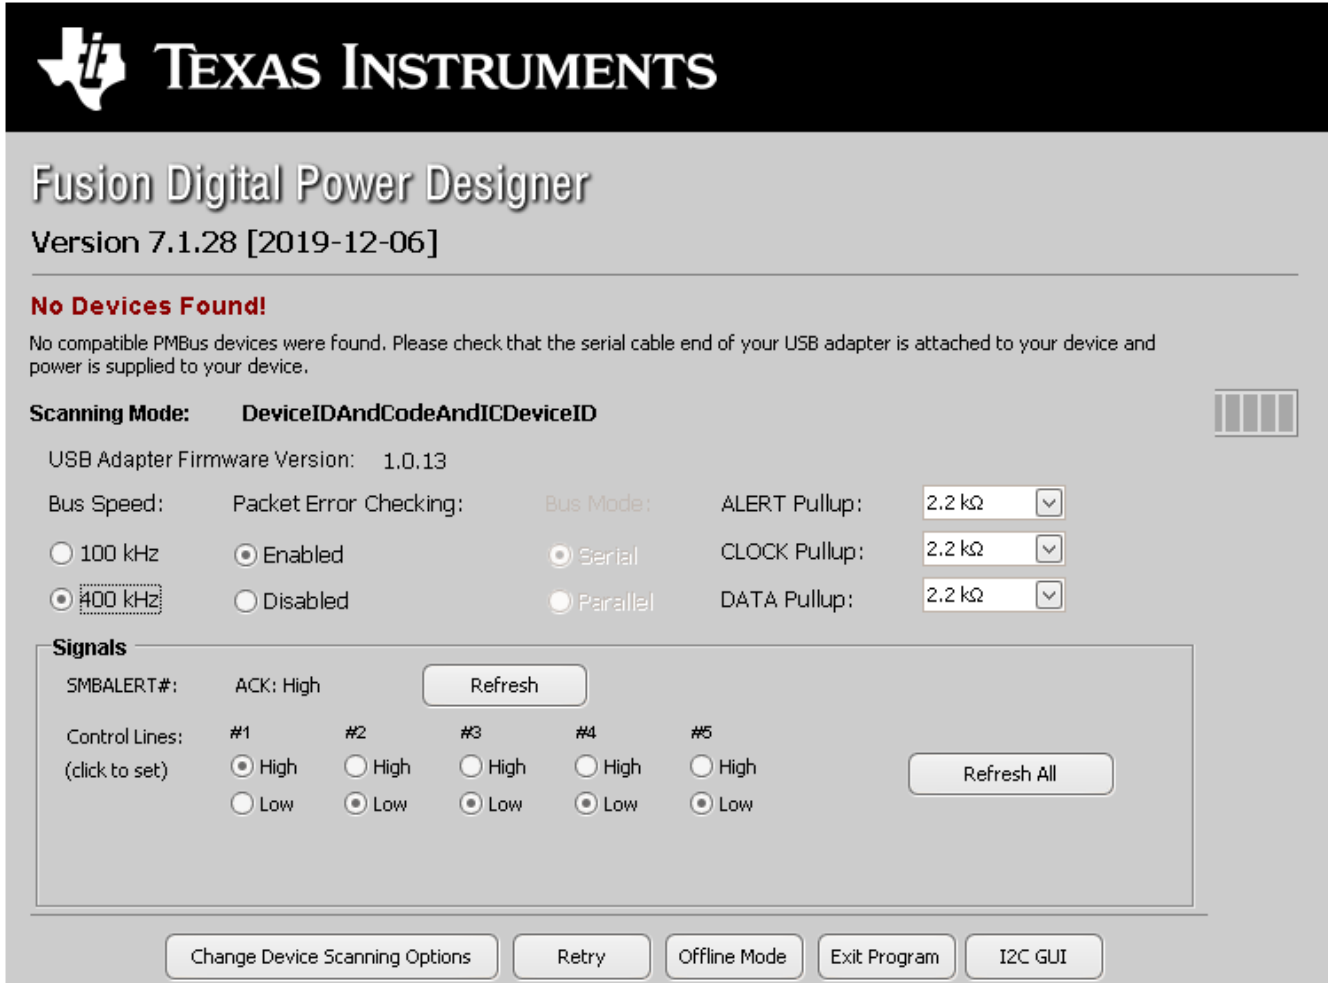 TEXAS INSTRUMENTS
Fusion Digital Power Designer
Version 7.1.28 [2019-12-06]
No Devices Found!
No compatible PMBus devices were found. Please check that the serial cable end of your USB adapter is attached to your device and
power is supplied to your device.
Scanning Mode: DeviceIDAndCodeAndICDeviceID
USB Adapter Firmware Version: 1.0.13
Bus Speed: Packet Error Checking: Bus Mode: ALERT Pullup: 2.2 kΩ
100 kHz Enabled Serial CLOCK Pullup: 2.2 kΩ
400 kHz Disabled Parallel DATA Pullup: 2.2 kΩ
Signals
SMBALERT#: ACK: High Refresh
Control Lines: #1 #2 #3 #4 #5
(click to set) High High High High High Refresh All
Low Low Low Low Low
Change Device Scanning Options Retry Offline Mode Exit Program I2C GUI